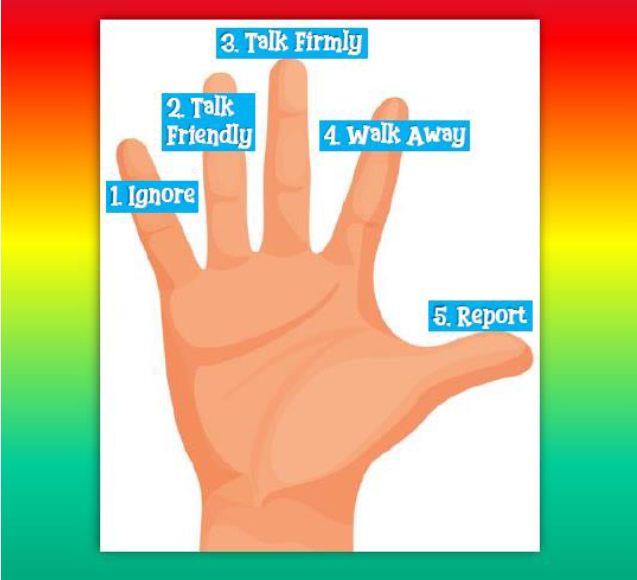 3. Talk Firmly
2. Talk
Friendly
4. Walk Away
1. Ignore
5. Report